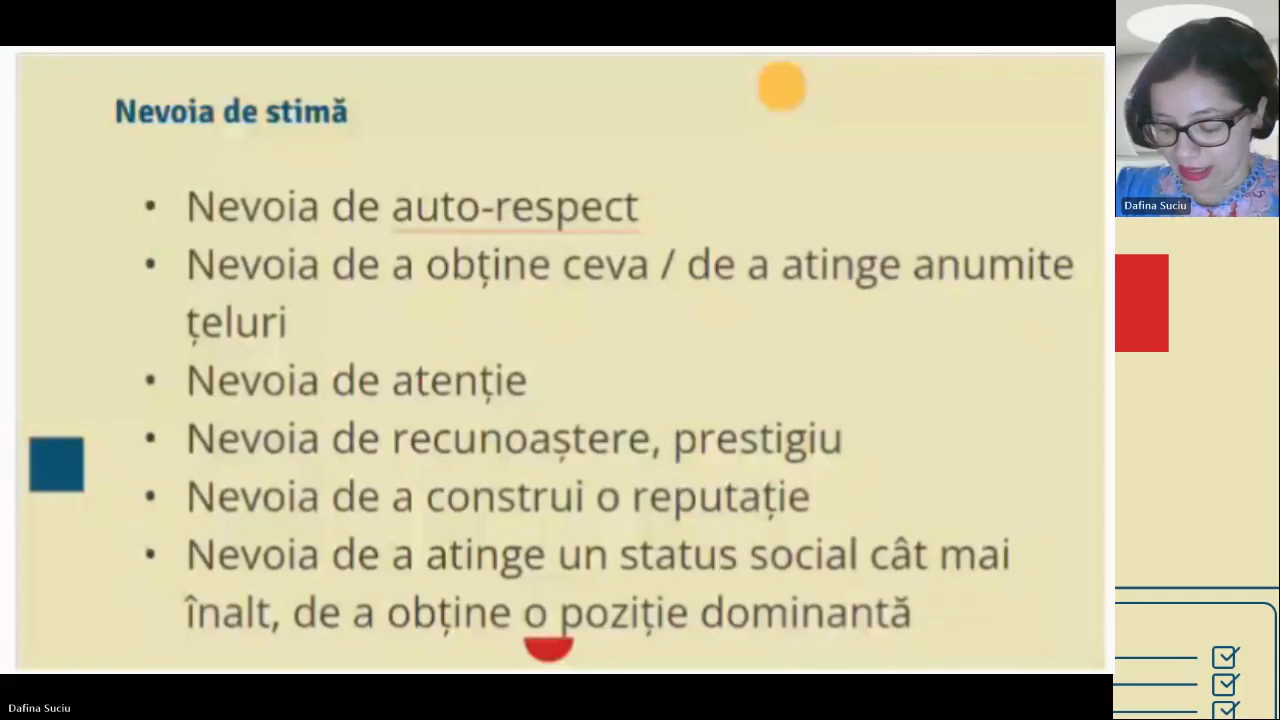 Nevoia de stimă
• Nevoia de auto-respect
• Nevoia de a obține ceva / de a atinge anumite
țeluri
• Nevoia de atenție
• Nevoia de recunoaștere, prestigiu
• Nevoia de a construi o reputație
• Nevoia de a atinge un status social cât mai
înalt, de a obține o poziție dominantă
Dafina Suciu
Dafina Suciu